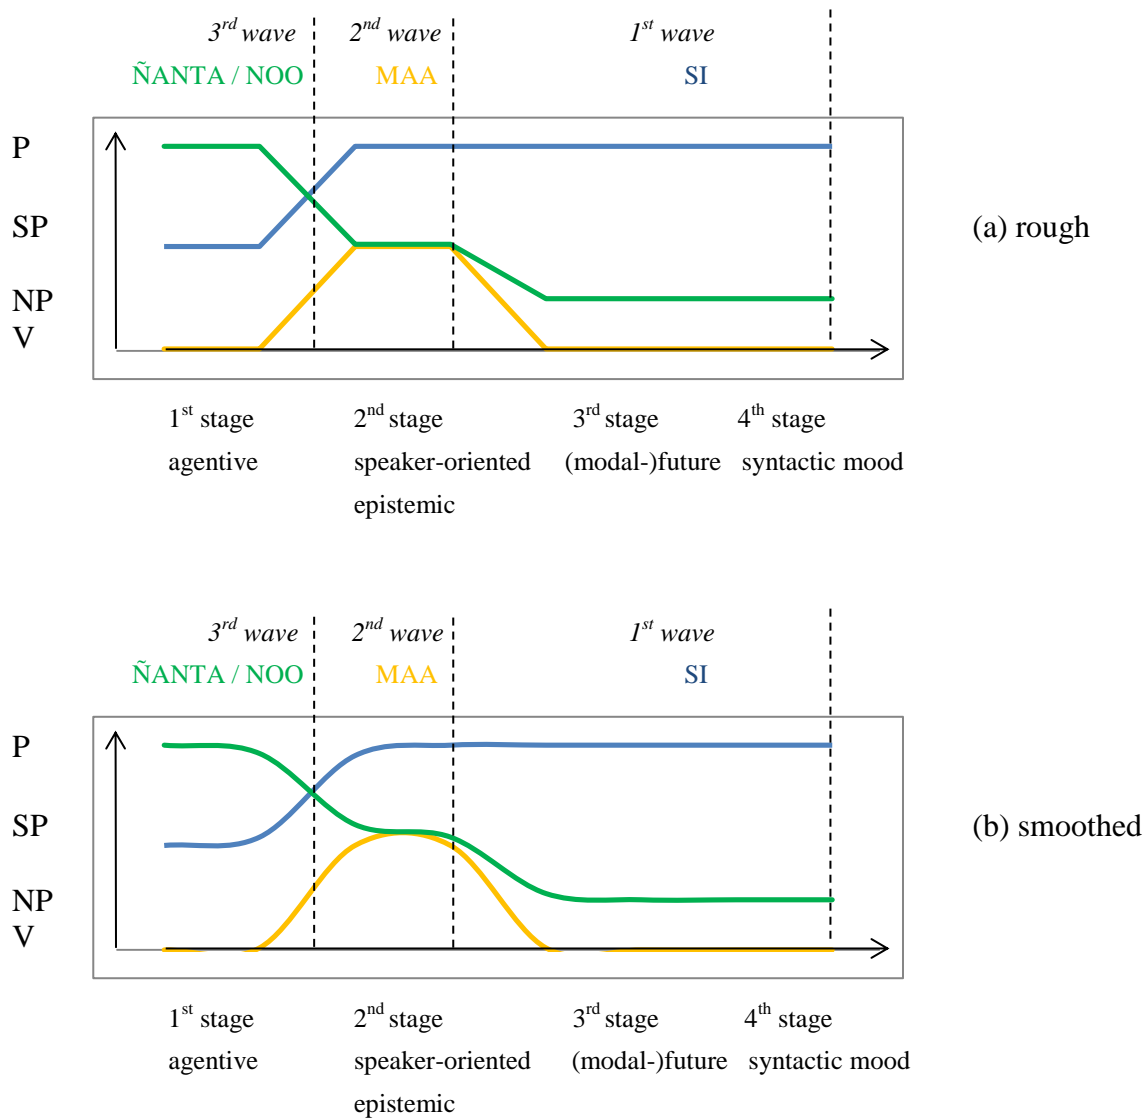 3rd wave 2nd wave 1st wave
ÑANTA / NOO MAA SI
P
SP
(a) rough
NP
V
1st stage 2nd stage 3rd stage 4th stage
agentive speaker-oriented (modal-)future syntactic mood
epistemic
3rd wave 2nd wave 1st wave
ÑANTA / NOO MAA SI
P
SP
(b) smoothed
NP
V
1st stage 2nd stage 3rd stage 4th stage
agentive speaker-oriented (modal-)future syntactic mood
epistemic